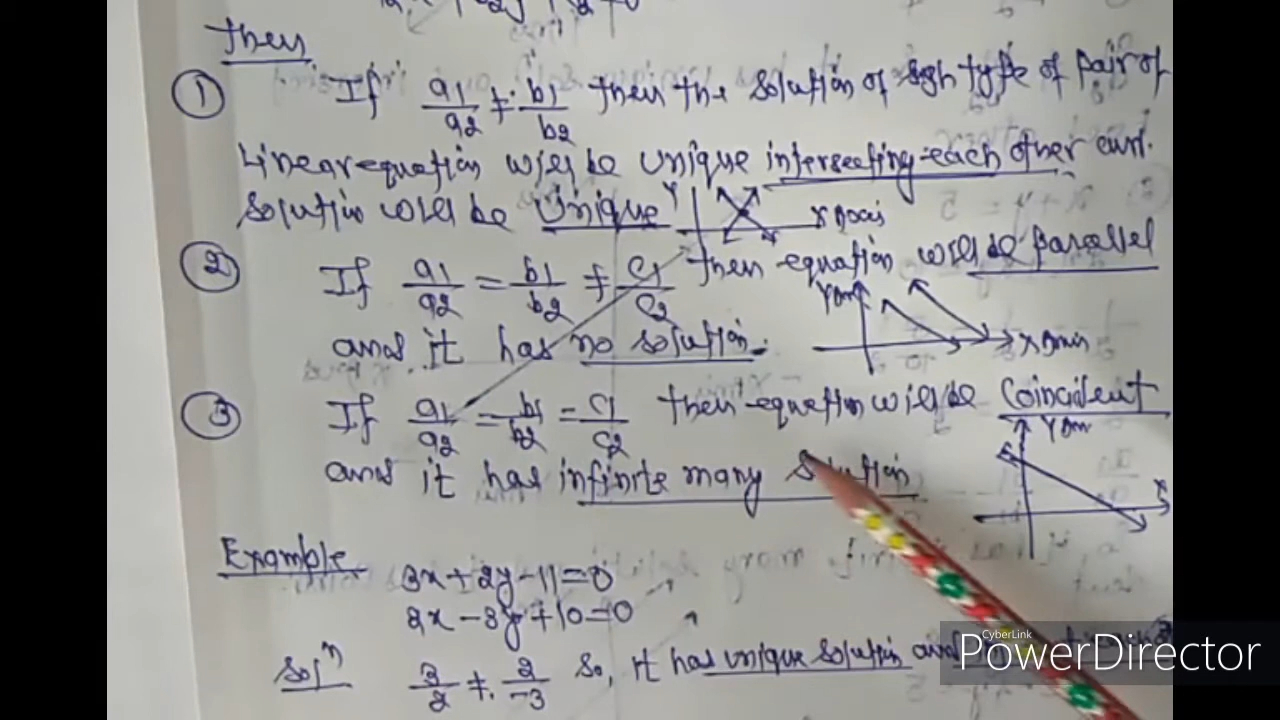 Then
① If a1/a2 ≠ b1/b2 then the solution of such type of pair of
Linear equation will be unique intersecting each other and.
solution will be Unique Y X Axis
② If a1/a2 = b1/b2 ≠ c1/c2 then equation will be parallel
and it has no solution. X Axis
③ If a1/a2 = b1/b2 = c1/c2 then equation will be Coincident
and it has infinite many solution X
Example 3x + 2y - 11 = 0
2x - 3y + 10 = 0
Solⁿ 3/2 ≠ 2/-3 So, it has unique solution and
CyberLink
PowerDirector